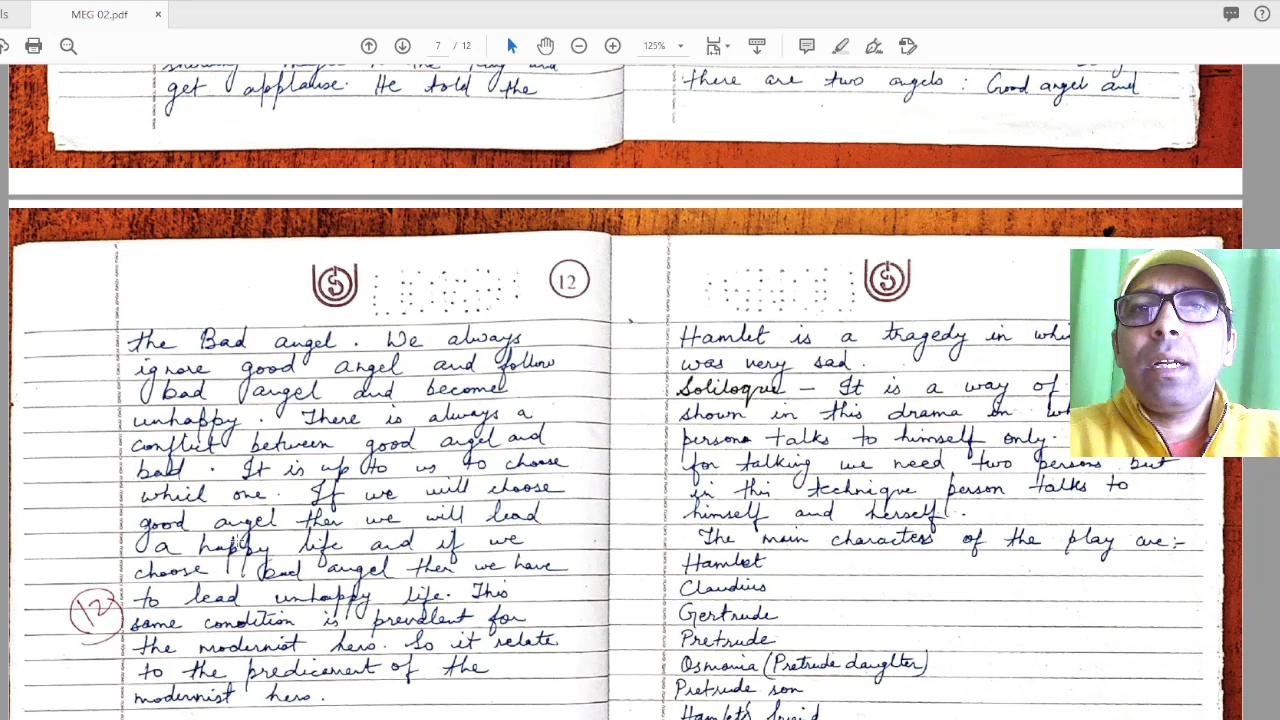 ls
MEG 02.pdf
×
7 / 12
125%
get applause. He told the
there are two angels : Good angel and
12
the Bad angel. We always
ignore good angel and follow
bad angel and become
unhappy. There is always a
conflict between good angel and
bad. It is up to us to choose
which one. If we will choose
good angel then we will lead
a happy life and if we
choose bad angel then we have
to lead unhappy life. This
same condition is prevalent for
the modernist hero. So it relate
to the predicament of the
modernist hero.
12
Hamlet is a tragedy in whi
was very sad.
Soliloque - It is a way of
shown in this drama in wh
persona talks to himself only.
for talking we need two persons but
in this technique person talks to
himself and herself.
The main characters of the play are:-
Hamlet
Claudius
Gertrude
Pretrude
Osmania (Pretrude daughter)
Pretrude son
Hamlet's friend